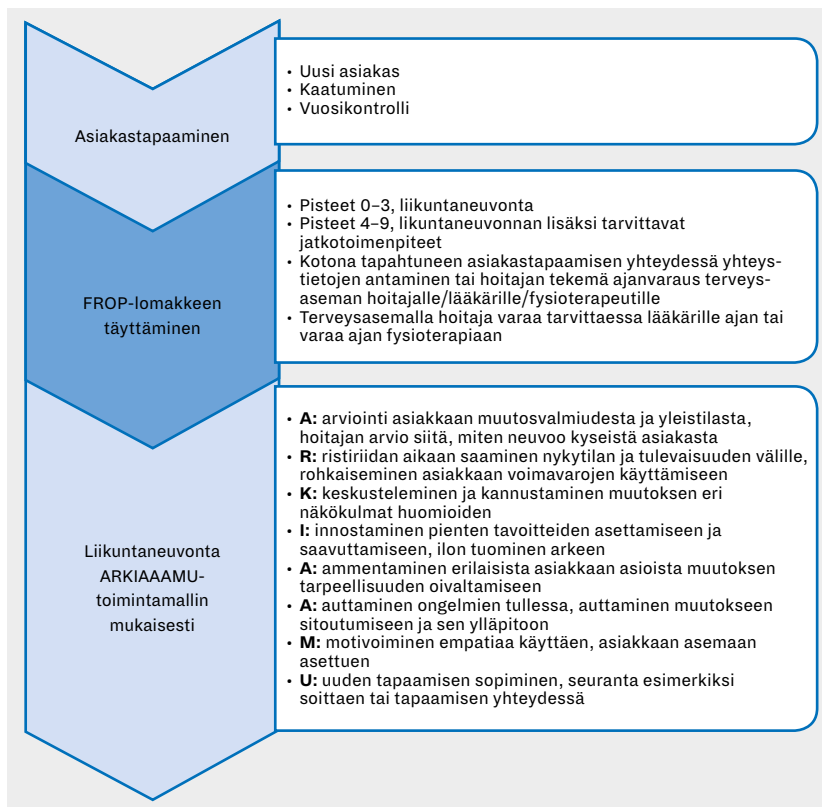 Asiakastapaaminen
• Uusi asiakas
• Kaatuminen
• Vuosikontrolli
FROP-lomakkeen
täyttäminen
• Pisteet 0–3, liikuntaneuvonta
• Pisteet 4–9, likuntaneuvonnan lisäksi tarvittavat
jatkotoimenpiteet
• Kotona tapahtuneen asiakastapaamisen yhteydessä yhteys-
tietojen antaminen tai hoitajan tekemä ajanvaraus terveys-
aseman hoitajalle/lääkärille/fysioterapeutille
• Terveysasemalla hoitaja varaa tarvittaessa lääkärille ajan tai
varaa ajan fysioterapiaan
Liikuntaneuvonta
ARKIAAAMU-
toimintamallin
mukaisesti
• A: arviointi asiakkaan muutosvalmiudesta ja yleistilasta,
hoitajan arvio siitä, miten neuvoo kyseistä asiakasta
• R: ristiriidan aikaan saaminen nykytilan ja tulevaisuuden välille,
rohkaiseminen asiakkaan voimavarojen käyttämiseen
• K: keskusteleminen ja kannustaminen muutoksen eri
näkökulmat huomioiden
• I: innostaminen pienten tavoitteiden asettamiseen ja
saavuttamiseen, ilon tuominen arkeen
• A: ammentaminen erilaisista asiakkaan asioista muutoksen
tarpeellisuuden oivaltamiseen
• A: auttaminen ongelmien tullessa, auttaminen muutokseen
sitoutumiseen ja sen ylläpitoon
• M: motivoiminen empatiaa käyttäen, asiakkaan asemaan
asettuen
• U: uuden tapaamisen sopiminen, seuranta esimerkiksi
soittaen tai tapaamisen yhteydessä